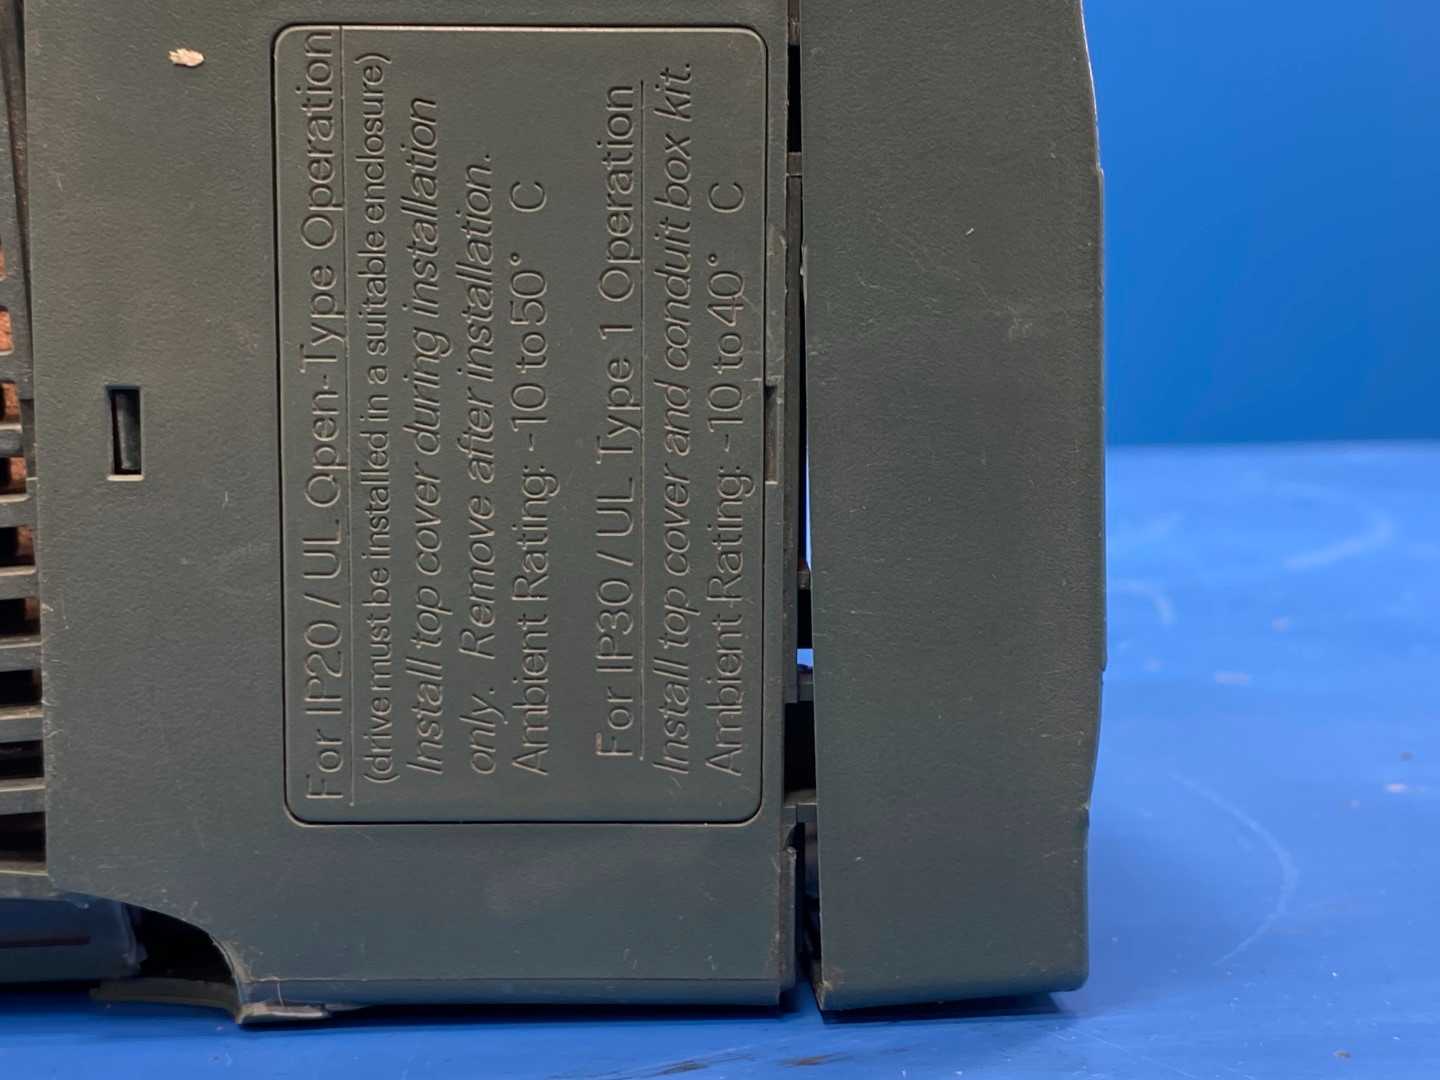 For IP20 / UL Open-Type Operation
(drive must be installed in a suitable enclosure)
Install top cover during installation
only. Remove after installation.
Ambient Rating: -10 to 50° C
For IP30 / UL Type 1 Operation
Install top cover and conduit box kit.
Ambient Rating: -10 to 40° C